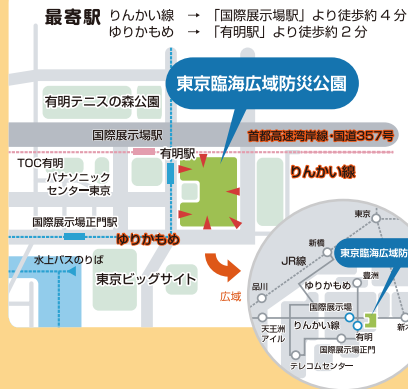 最寄駅 りんかい線 → 「国際展示場駅」より徒歩約4分
ゆりかもめ → 「有明駅」より徒歩約2分
東京臨海広域防災公園
有明テニスの森公園
国際展示場駅
首都高速湾岸線・国道357号
有明駅
TOC有明
りんかい線
パナソニック
センター東京
国際展示場正門駅
ゆりかもめ
水上バスのりば
東京ビッグサイト
広域
東京
新橋
JR線
東京臨海広域防
品川
ゆりかもめ
豊洲
国際展示場
天王洲
アイル
りんかい線
有明
新木
国際展示場正門
テレコムセンター